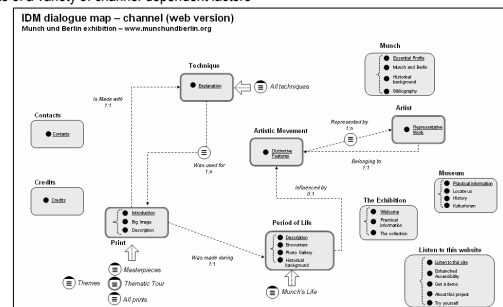 IDM dialogue map – channel (web version)
Munch und Berlin exhibition – www.munchundberlin.org
Technique
Explanation
All techniques
Munch
Essential Profile
Munch and Berlin
Historical
background
Bibliography
Is Made with
1:1
Contacts
Contacts
Artistic Movement
Distinctive
Features
Represented by
1:n
Artist
Representative
Work
Was used for
1:n
Belonging to
1:1
Credits
Credits
Influenced by
0:1
Museum
Practical information
Locate us
History
Kulturforum
Introduction
Big Image
Description
Print
Period of Life
Description
Encounters
Photo Gallery
Historical
background
The Exhibition
Welcome
Practical
information
The collection
Was made during
1:1
Listen to this website
Listen to this site
Enhanced
Accessibility
Get a demo
About this project
Try yourself
Masterpieces
Themes
Thematic Tour
All prints
Munch's Life